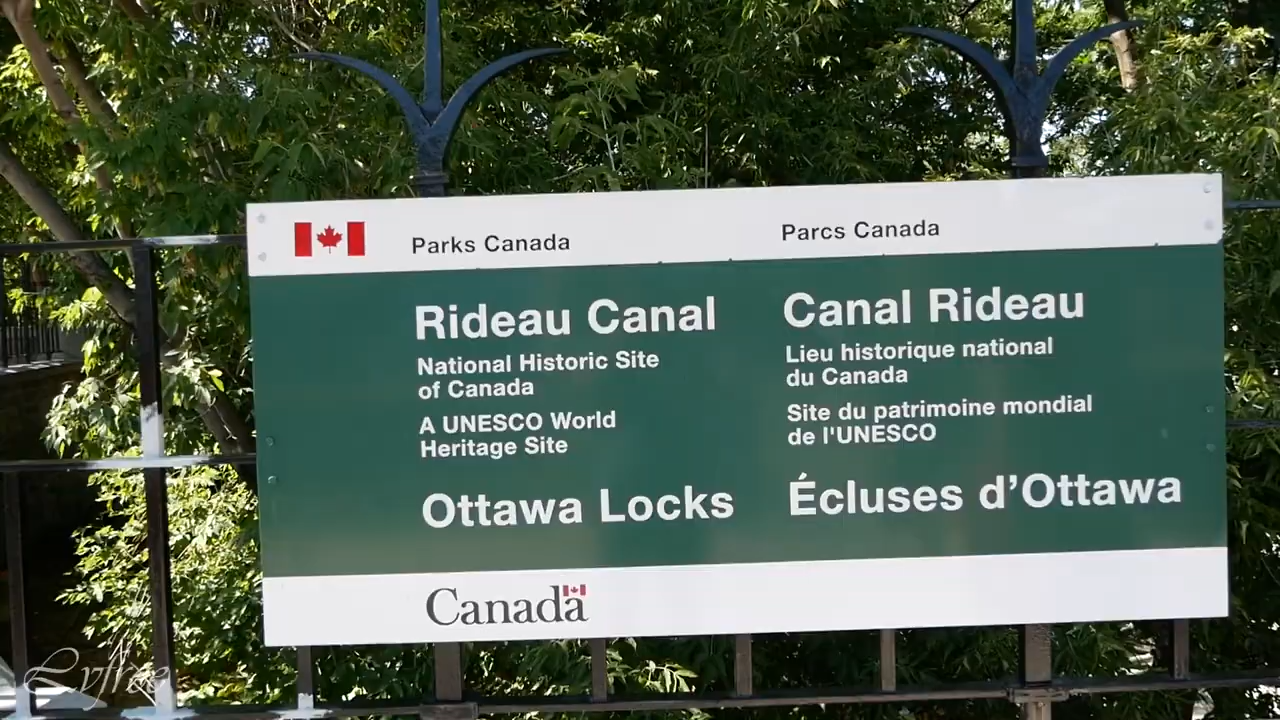 Parks Canada
Parcs Canada
Rideau Canal
National Historic Site
of Canada
A UNESCO World
Heritage Site
Ottawa Locks
Canal Rideau
Lieu historique national
du Canada
Site du patrimoine mondial
de l'UNESCO
Écluses d’Ottawa
Canada
Lvfree